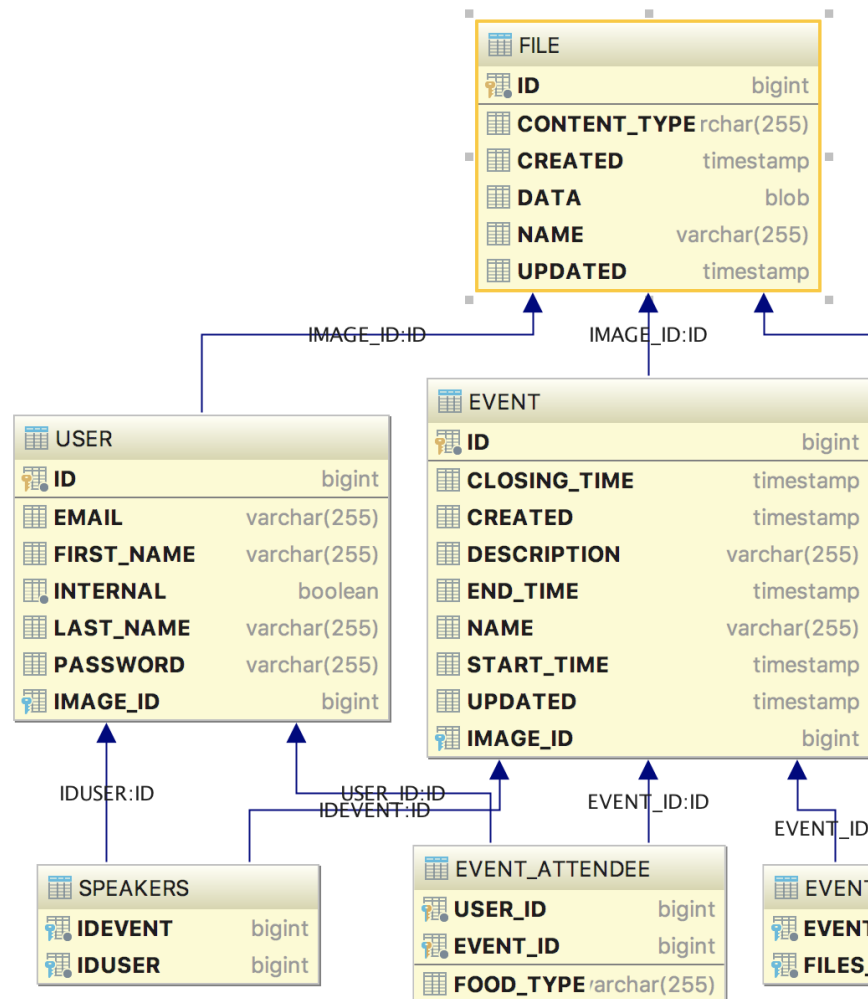 FILE
ID bigint
CONTENT_TYPE rchar(255)
CREATED timestamp
DATA blob
NAME varchar(255)
UPDATED timestamp
IMAGE_ID:ID
IMAGE_ID:ID
USER
ID bigint
EMAIL varchar(255)
FIRST_NAME varchar(255)
INTERNAL boolean
LAST_NAME varchar(255)
PASSWORD varchar(255)
IMAGE_ID bigint
EVENT
ID bigint
CLOSING_TIME timestamp
CREATED timestamp
DESCRIPTION varchar(255)
END_TIME timestamp
NAME varchar(255)
START_TIME timestamp
UPDATED timestamp
IMAGE_ID bigint
IDUSER:ID
USER_ID:ID
IDEVENT:ID
EVENT_ID:ID
EVENT_ID
SPEAKERS
IDEVENT bigint
IDUSER bigint
EVENT_ATTENDEE
USER_ID bigint
EVENT_ID bigint
FOOD_TYPE varchar(255)
EVENT
EVENT
FILES_